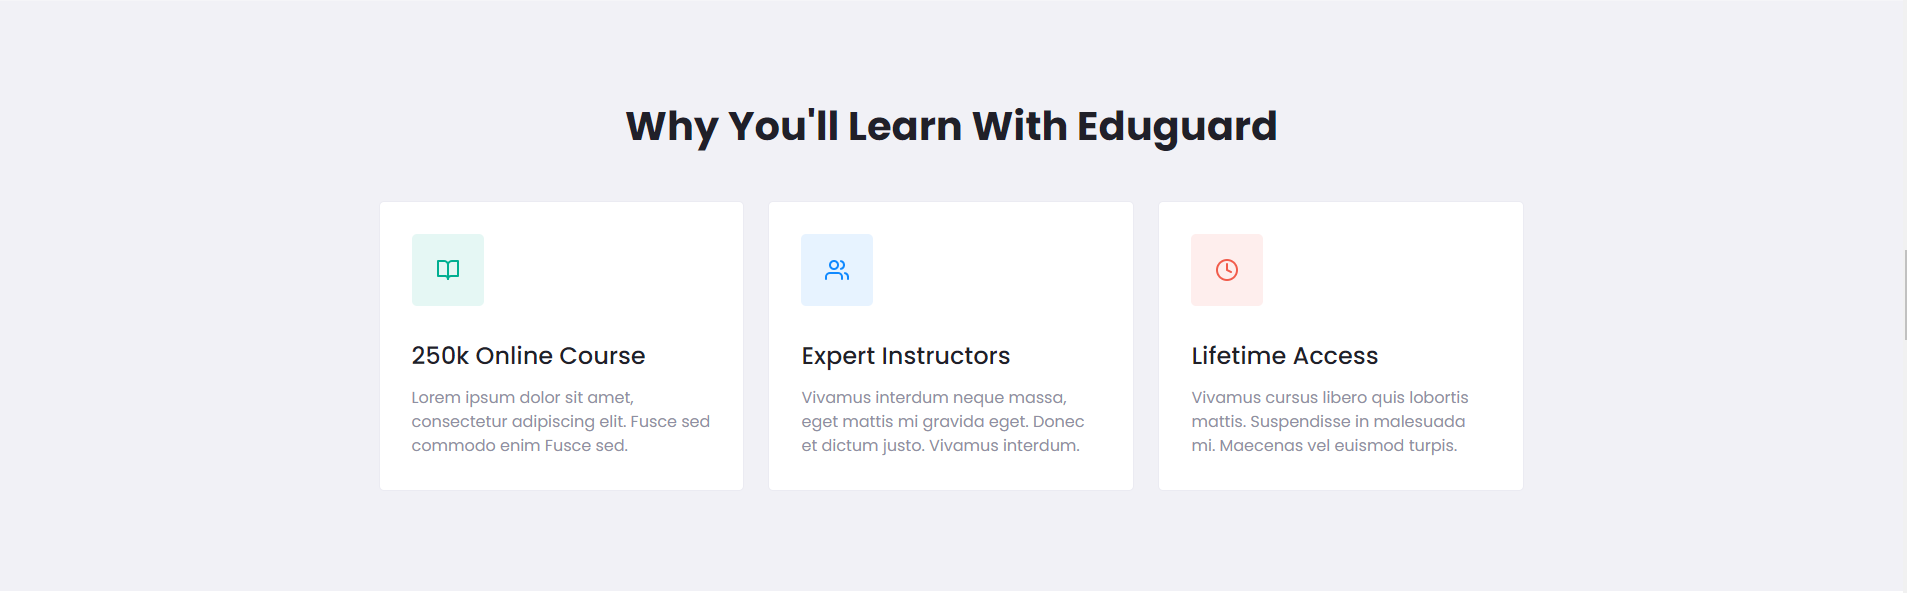 Why You'll Learn With Eduguard
250k Online Course
Lorem ipsum dolor sit amet,
consectetur adipiscing elit. Fusce sed
commodo enim Fusce sed.
Expert Instructors
Vivamus interdum neque massa,
eget mattis mi gravida eget. Donec
et dictum justo. Vivamus interdum.
Lifetime Access
Vivamus cursus libero quis lobortis
mattis. Suspendisse in malesuada
mi. Maecenas vel euismod turpis.